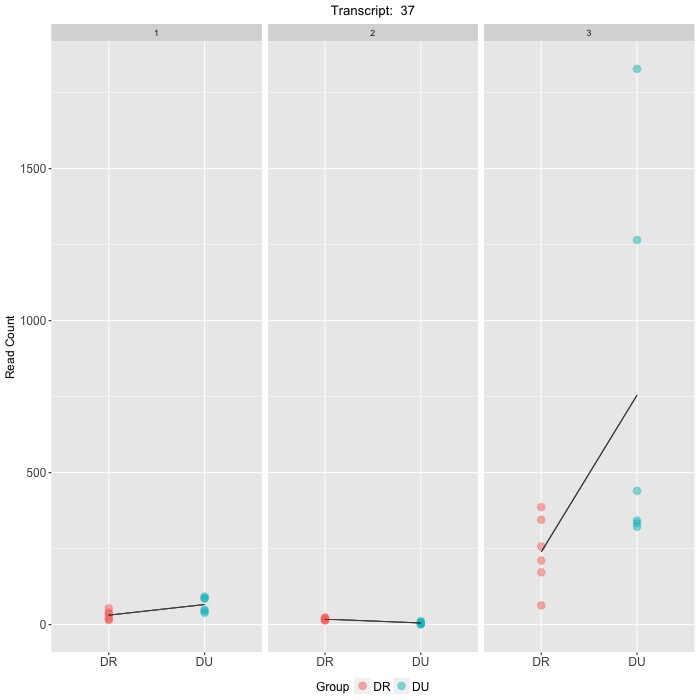 Transcript:  37
1 2 3
Read Count
1500
1000
500
0
DR DU DR DU DR DU
Group DR DU